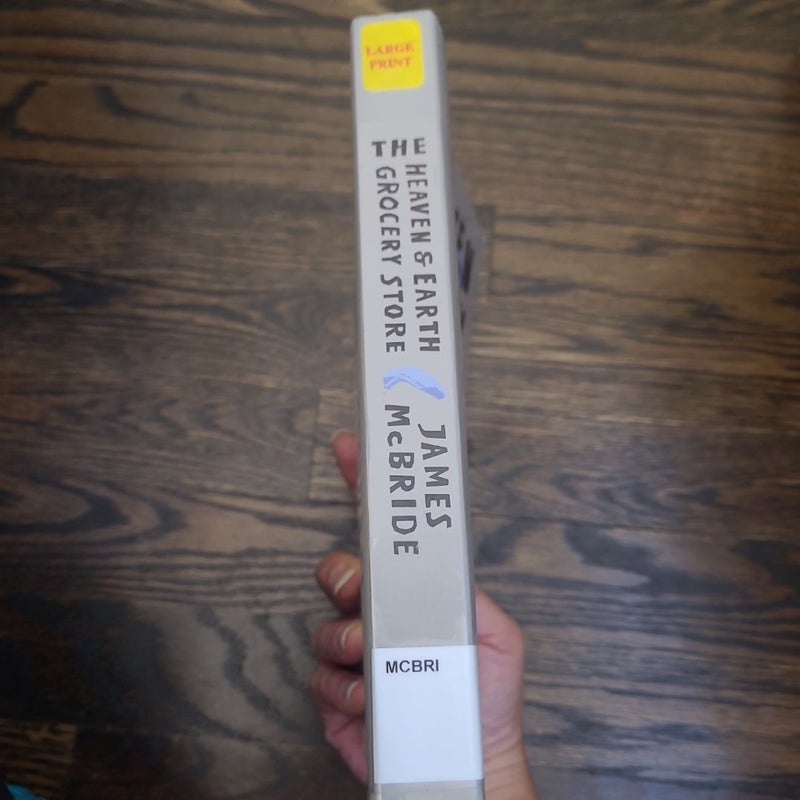 LARGE
PRINT
THE
HEAVEN & EARTH
GROCERY STORE
JAMES
McBRIDE
MCBRI